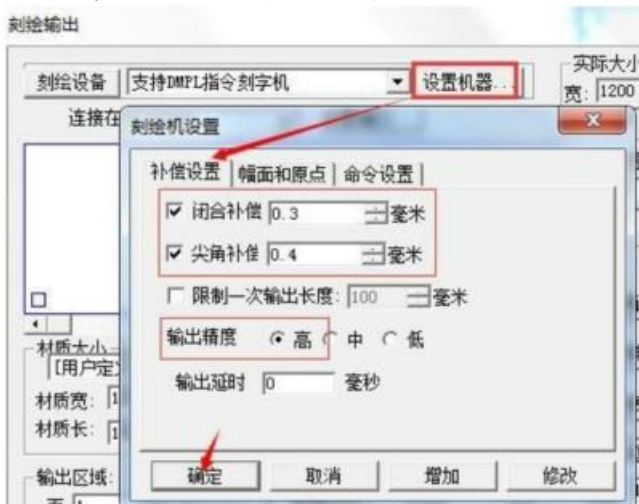 刻绘输出
刻绘设备 支持DMPL指令刻字机 设置机器... 实际大小
宽: 1200
连接在
刻绘机设置
补偿设置 幅面和原点 命令设置
闭合补偿 0.3 毫米
尖角补偿 0.4 毫米
限制一次输出长度: 100 毫米
输出精度 高 中 低
输出延时 0 毫秒
材质大小
[用户定
材质宽: 1
材质长: 1
确定 取消 增加 修改
输出区域: